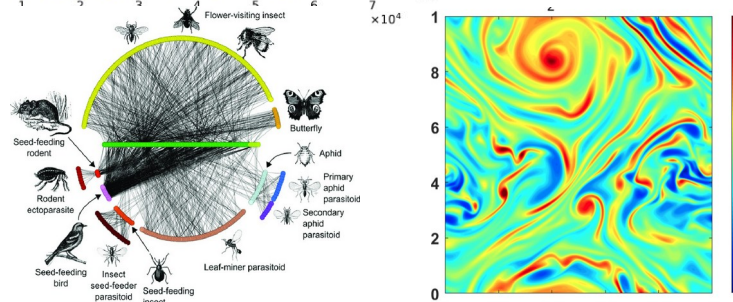 1 3 4 5 6 7
×10⁴
Flower-visiting insect
Butterfly
Seed-feeding
rodent
Aphid
Primary
aphid
parasitoid
Rodent
ectoparasite
Secondary
aphid
parasitoid
Leaf-miner parasitoid
Seed-feeding
bird
Insect
seed-feeder
parasitoid
Seed-feeding
insect
1
8
6
4
2
0